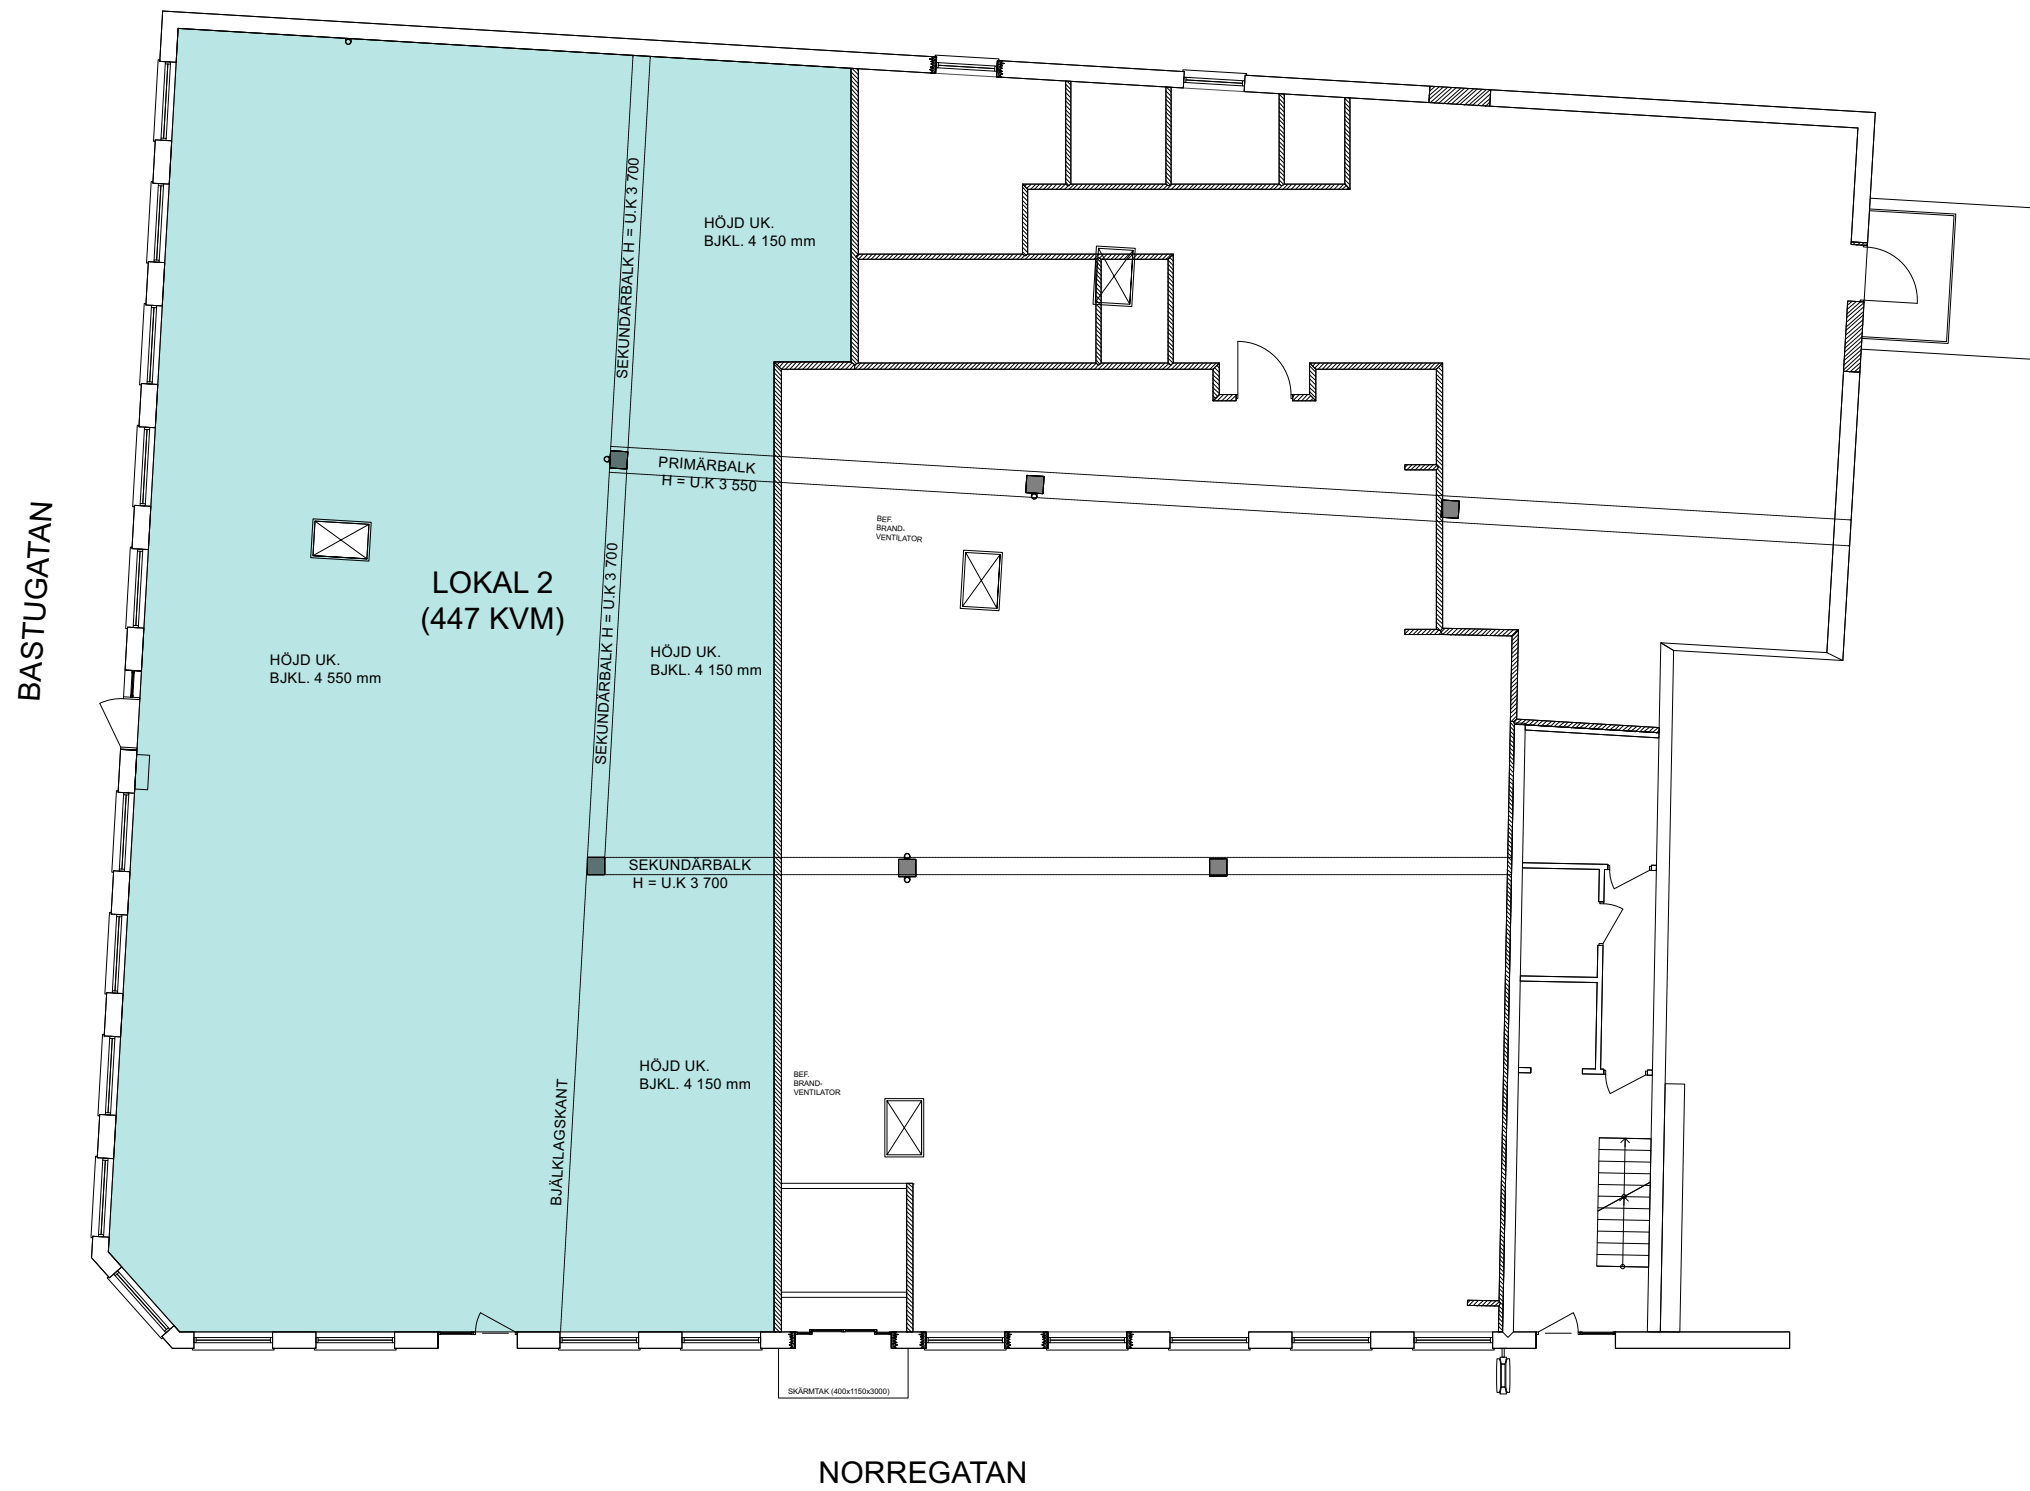 SEKUNDÄRBALK H = U.K 3 700
HÖJD UK.
BJKL. 4 150 mm
PRIMÄRBALK
H = U.K 3 550
BEF.
BRAND-
VENTILATOR
BASTUGATAN
LOKAL 2
(447 KVM)
SEKUNDÄRBALK H = U.K 3 700
HÖJD UK.
BJKL. 4 550 mm
HÖJD UK.
BJKL. 4 150 mm
SEKUNDÄRBALK
H = U.K 3 700
HÖJD UK.
BJKL. 4 150 mm
BEF.
BRAND-
VENTILATOR
BJÄLKLAGSKANT
SKÄRMTAK (400x1150x3000)
NORREGATAN